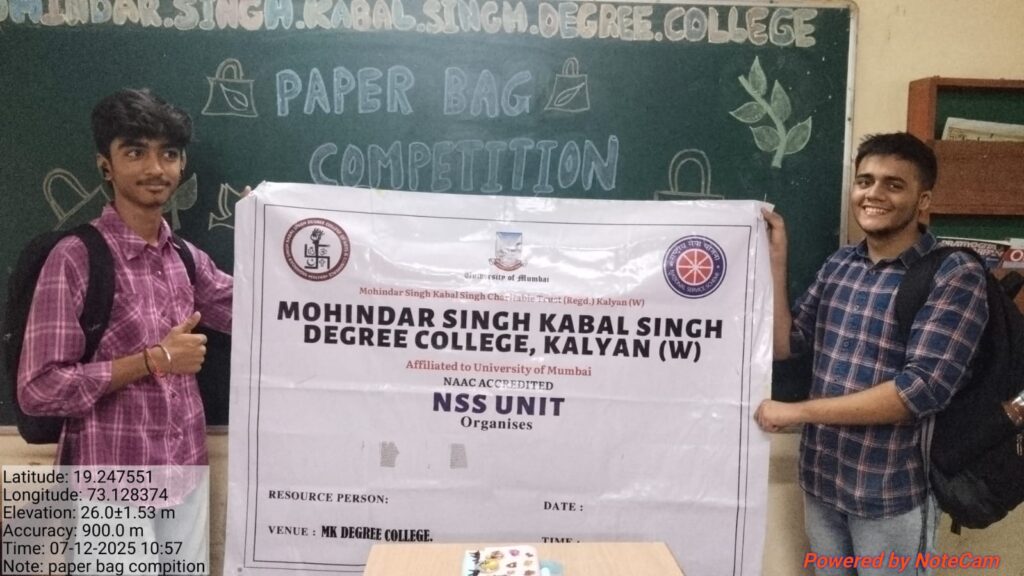 MOHINDAR.SINGH.KABAL.SINGH.DEGREE.COLLEGE
PAPER BAG
COMPETITION
University of Mumbai
Mohindar Singh Kabal Singh Charitable Trust (Regd.) Kalyan (W)
MOHINDAR SINGH KABAL SINGH
DEGREE COLLEGE, KALYAN (W)
Affiliated to University of Mumbai
NAAC ACCREDITED
NSS UNIT
Organises
RESOURCE PERSON:
DATE :
VENUE : MK DEGREE COLLEGE.
TIME :
Latitude: 19.247551
Longitude: 73.128374
Elevation: 26.0±1.53 m
Accuracy: 900.0 m
Time: 07-12-2025 10:57
Note: paper bag compition
Powered by NoteCam